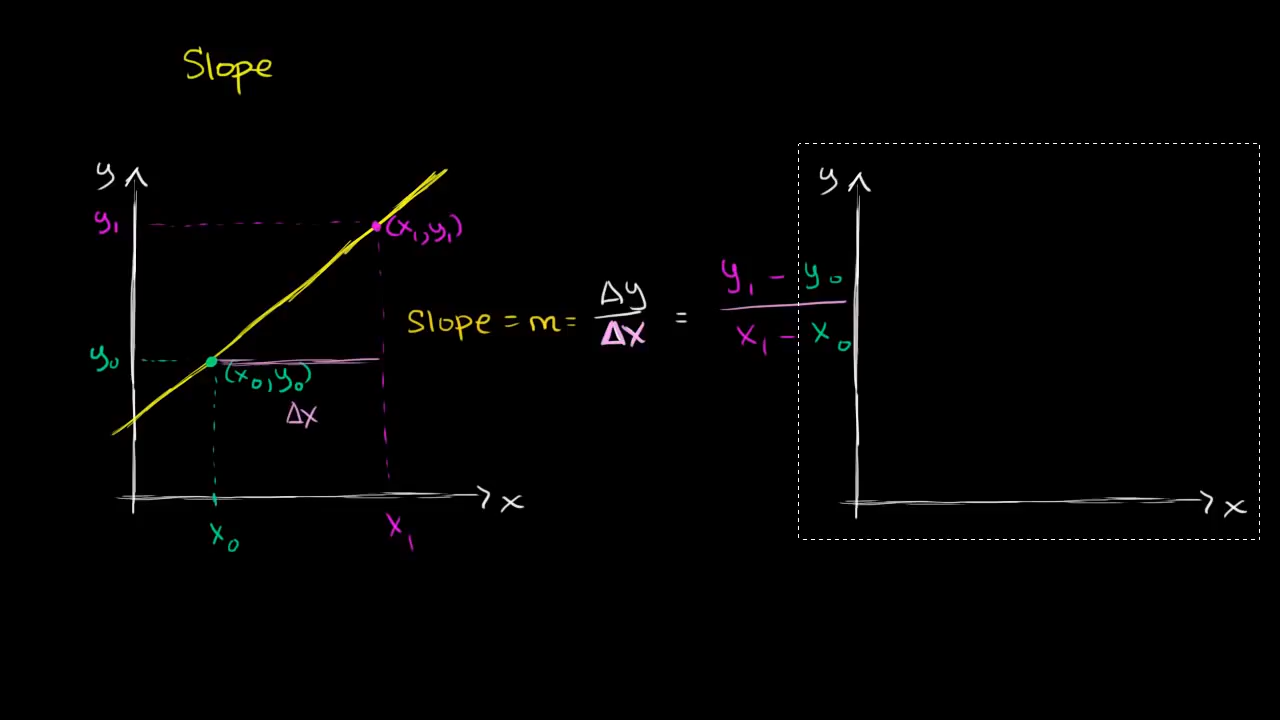 Slope
y
y₁
(x₁, y₁)
Slope = m = Δy/Δx = y₁ - y₀/x₁ - x₀
y₀
(x₀, y₀)
Δx
x
x₀
x₁
y
x